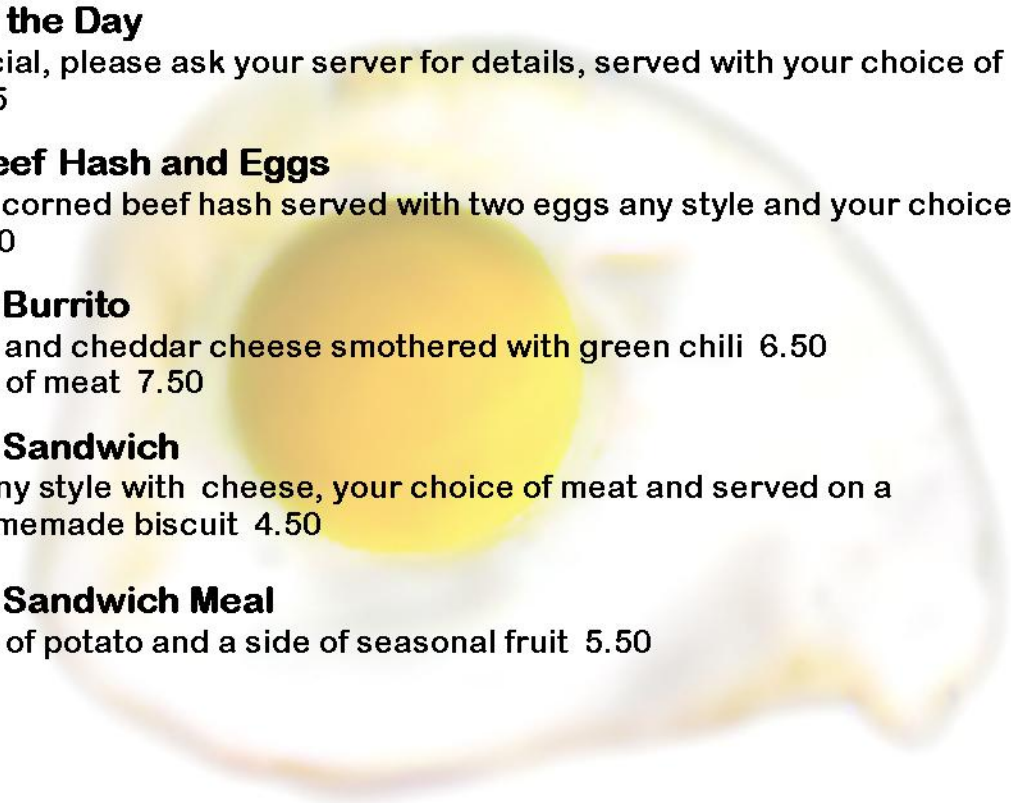 the Day
cial, please ask your server for details, served with your choice of
5
eef Hash and Eggs
corned beef hash served with two eggs any style and your choice
0
Burrito
and cheddar cheese smothered with green chili 6.50
of meat 7.50
Sandwich
ny style with cheese, your choice of meat and served on a
memade biscuit 4.50
Sandwich Meal
of potato and a side of seasonal fruit 5.50